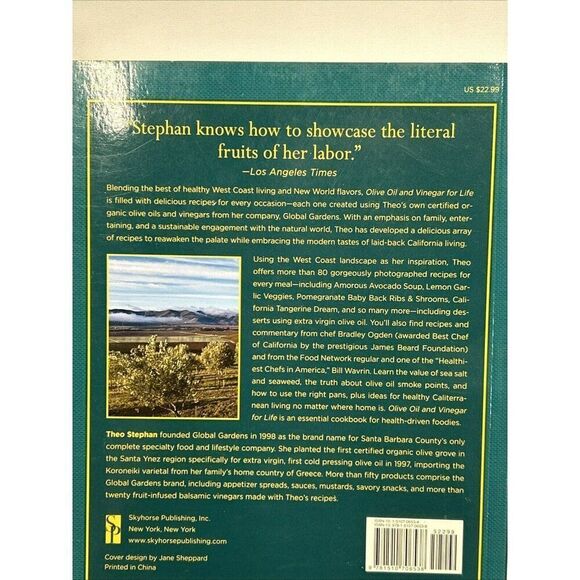 US $22.99
"Stephan knows how to showcase the literal
fruits of her labor."
—Los Angeles Times
Blending the best of healthy West Coast living and New World flavors, Olive Oil and Vinegar for Life
is filled with delicious recipes for every occasion—each one created using Theo's own certified or-
ganic olive oils and vinegars from her company, Global Gardens. With an emphasis on family, enter-
taining, and a sustainable engagement with the natural world, Theo has developed a delicious array
of recipes to reawaken the palate while embracing the modern tastes of laid-back California living.
Using the West Coast landscape as her inspiration, Theo
offers more than 80 gorgeously photographed recipes for
every meal—including Amorous Avocado Soup, Lemon Gar-
lic Veggies, Pomegranate Baby Back Ribs & Shrooms, Cali-
fornia Tangerine Dream, and so many more—including des-
serts using extra virgin olive oil. You'll also find recipes and
commentary from chef Bradley Ogden (awarded Best Chef
of California by the prestigious James Beard Foundation)
and from the Food Network regular and one of the "Healthi-
est Chefs in America," Bill Wavrin. Learn the value of sea salt
and seaweed, the truth about olive oil smoke points, and
how to use the right pans, plus ideas for healthy Caliterra-
nean living no matter where home is. Olive Oil and Vinegar
for Life is an essential cookbook for health-driven foodies.
Theo Stephan founded Global Gardens in 1998 as the brand name for Santa Barbara County's only
complete specialty food and lifestyle company. She planted the first certified organic olive grove in
the Santa Ynez region specifically for extra virgin, first cold pressing olive oil in 1997, importing the
Koroneiki varietal from her family's home country of Greece. More than fifty products comprise the
Global Gardens brand, including appetizer spreads, sauces, mustards, savory snacks, and more than
twenty fruit-infused balsamic vinegars made with Theo's recipes.
Skyhorse Publishing, Inc.
New York, New York
www.skyhorsepublishing.com
Cover design by Jane Sheppard
Printed in China
52299
9 781510 709538